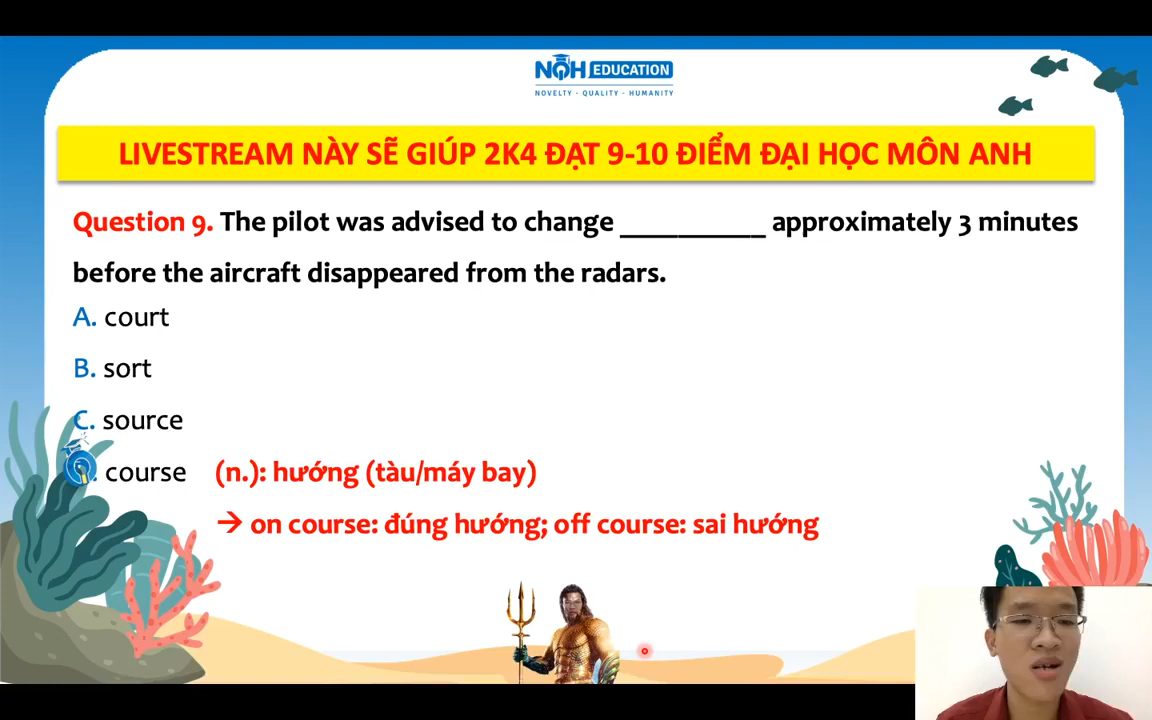 NQH EDUCATION
NOVELTY - QUALITY - HUMANITY
LIVESTREAM NÀY SẼ GIÚP 2K4 ĐẠT 9-10 ĐIỂM ĐẠI HỌC MÔN ANH
Question 9. The pilot was advised to change __________ approximately 3 minutes
before the aircraft disappeared from the radars.
A. court
B. sort
C. source
course (n.): hướng (tàu/máy bay)
→ on course: đúng hướng; off course: sai hướng